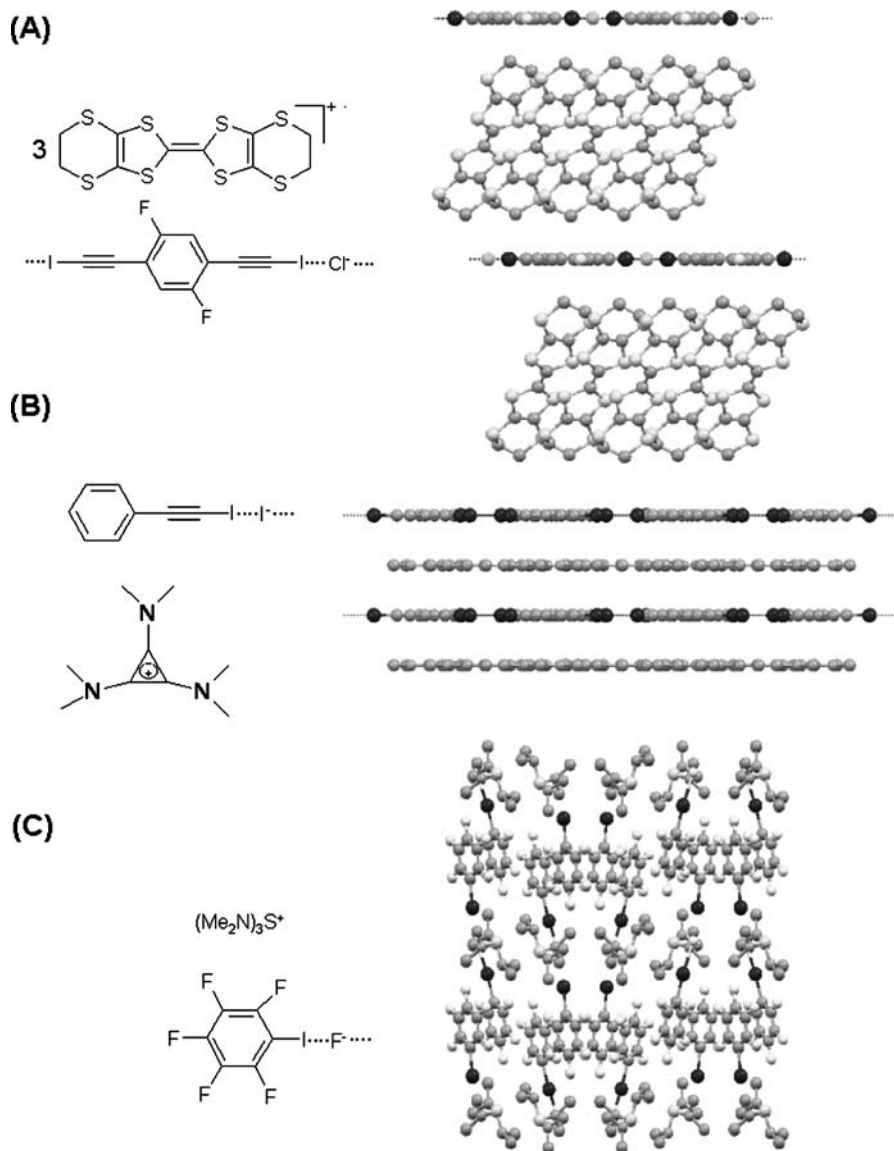 (A)
+ ·
S S S S
3
S S S S
F
I I Cl-
F
(B)
I I-
N
+
N N
(C)
(Me₂N)₃S⁺
F F
F I F-
F F